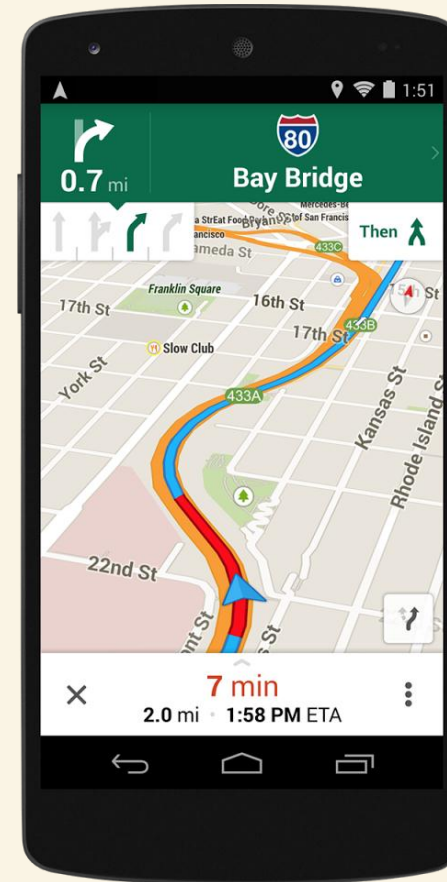 1:51
80
0.7 mi
Bay Bridge
Then
Franklin Square
433C
17th St
16th St
15th St
17th St
433B
Slow Club
York St
433A
Kansas St
Rhode Island St
22nd St
7 min
2.0 mi · 1:58 PM ETA